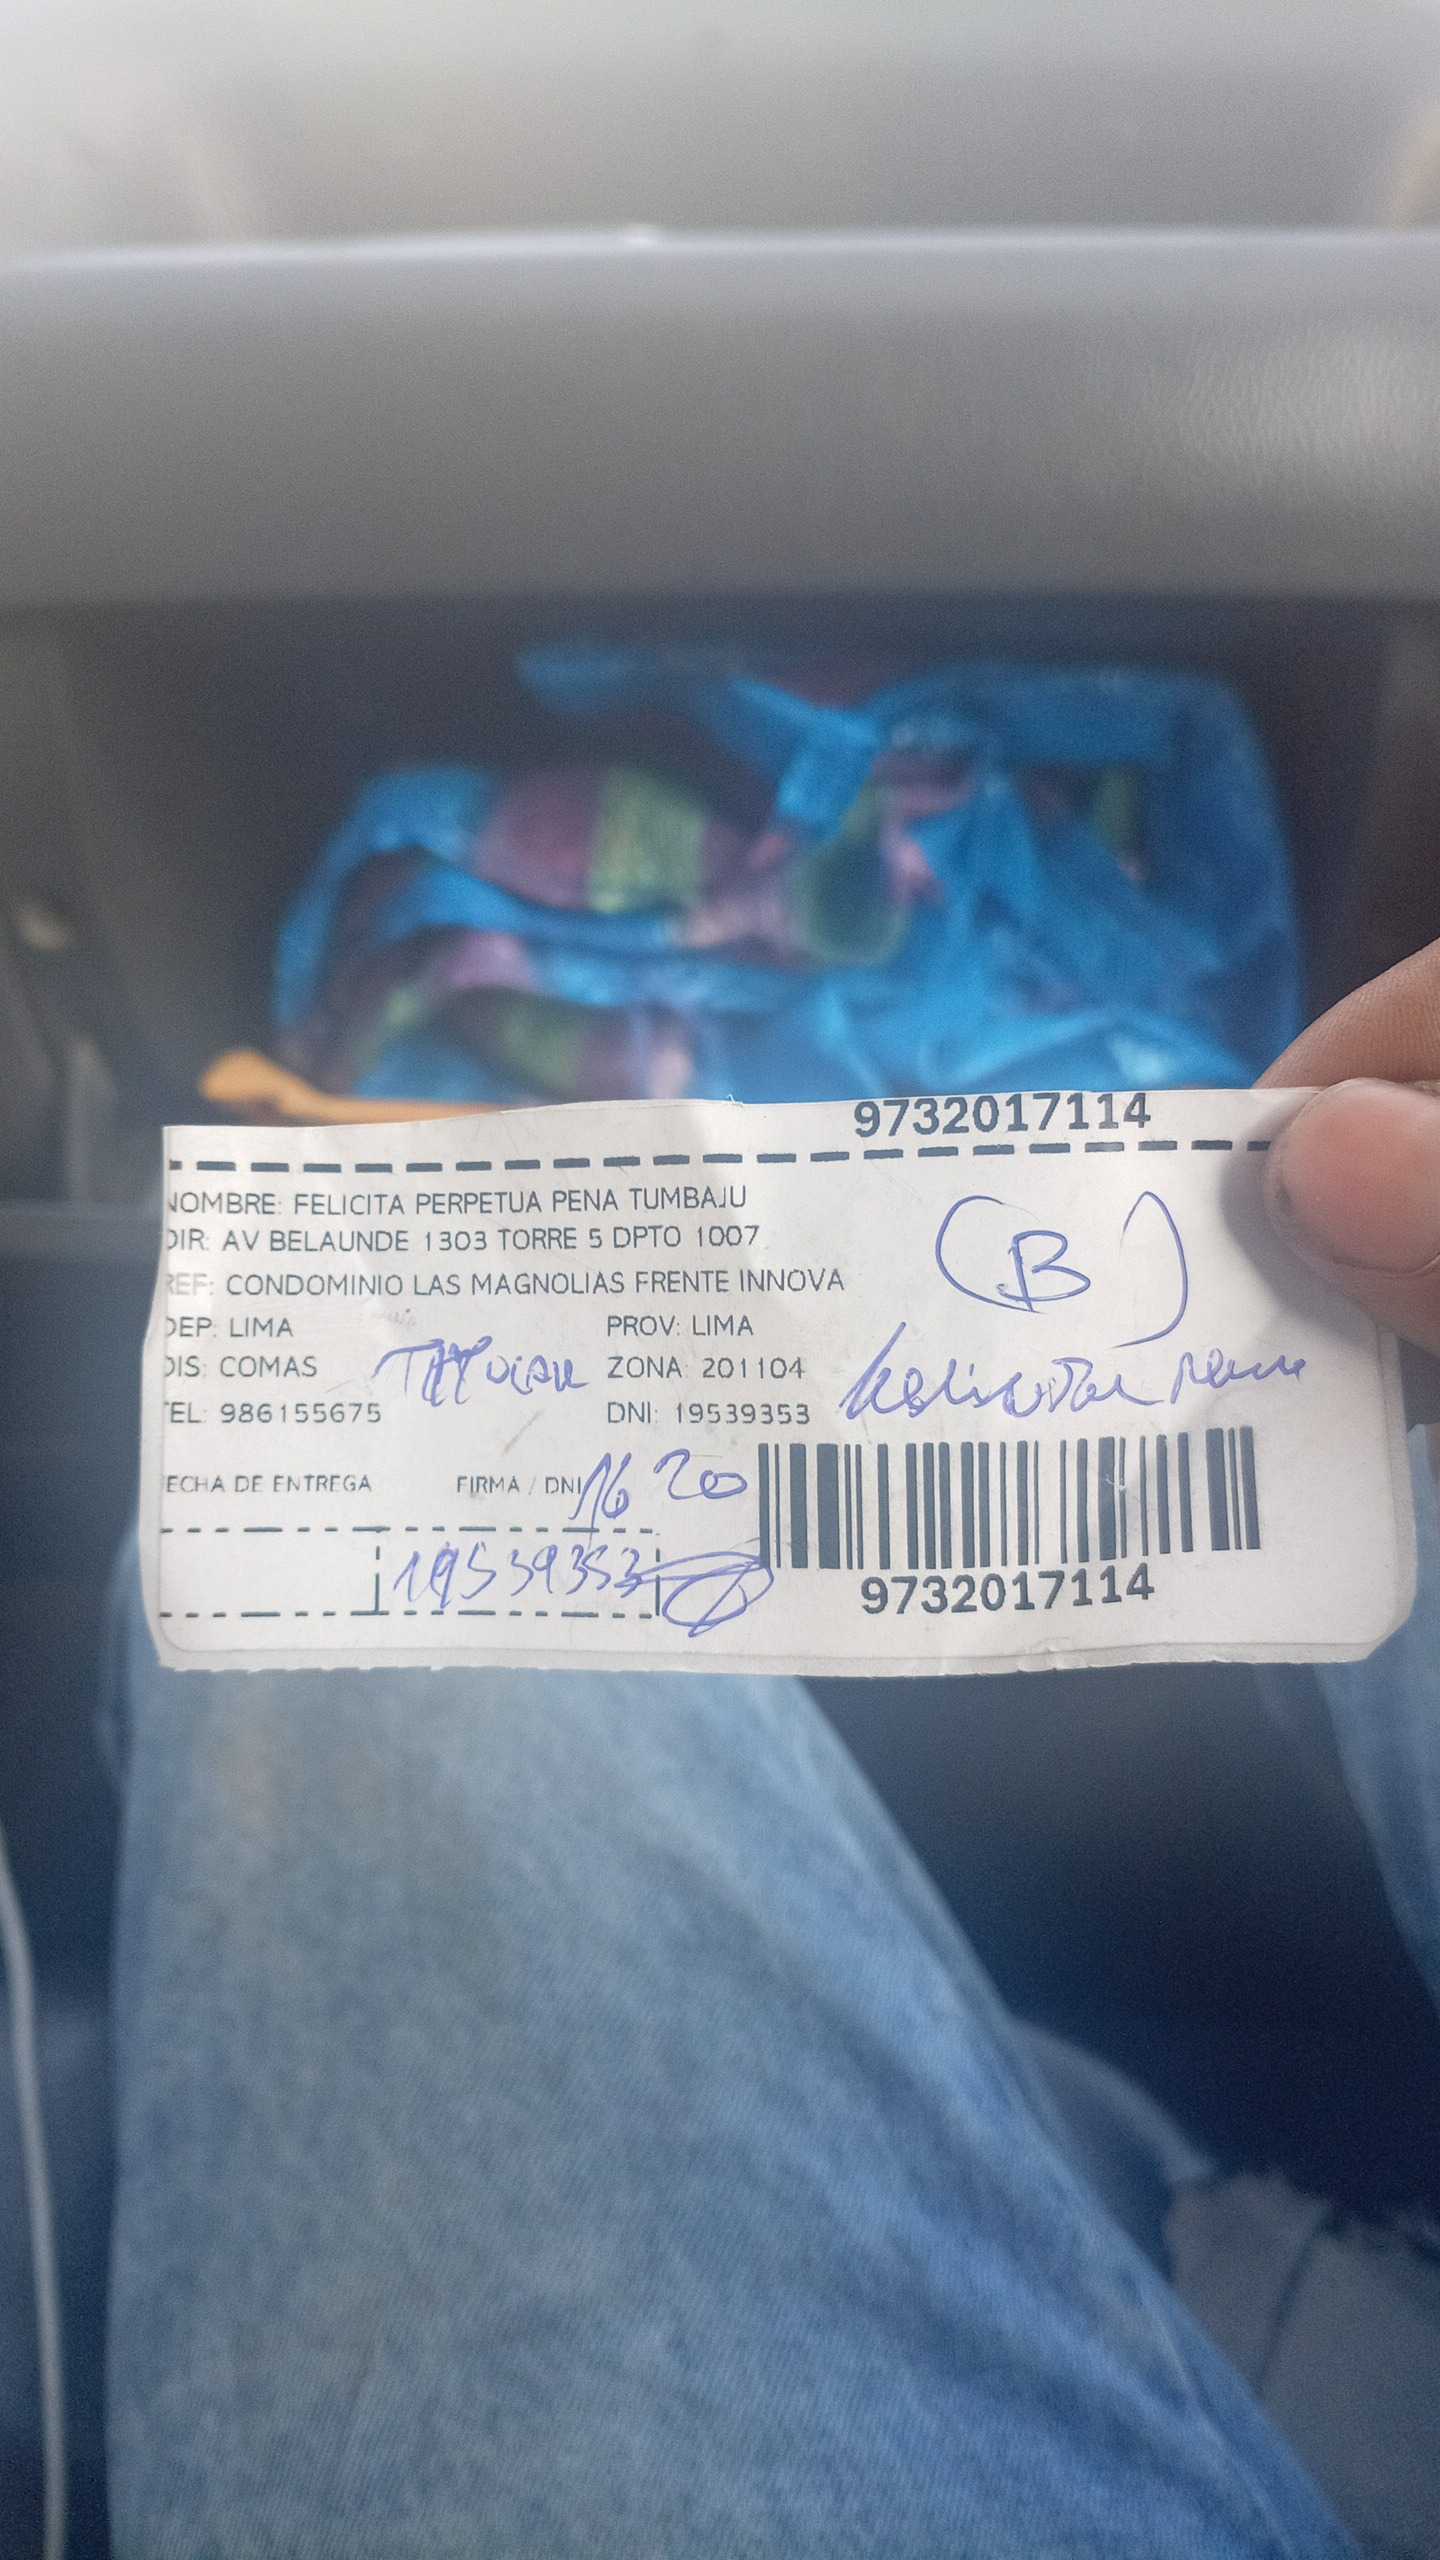 9732017114
NOMBRE: FELICITA PERPETUA PENA TUMBAJU
DIR: AV BELAUNDE 1303 TORRE 5 DPTO 1007
(B)
REF: CONDOMINIO LAS MAGNOLIAS FRENTE INNOVA
DEP: LIMA PROV: LIMA
DIS: COMAS ZONA: 201104
TEL: 986155675 DNI: 19539353
FECHA DE ENTREGA FIRMA / DNI 16 20
19539353
9732017114